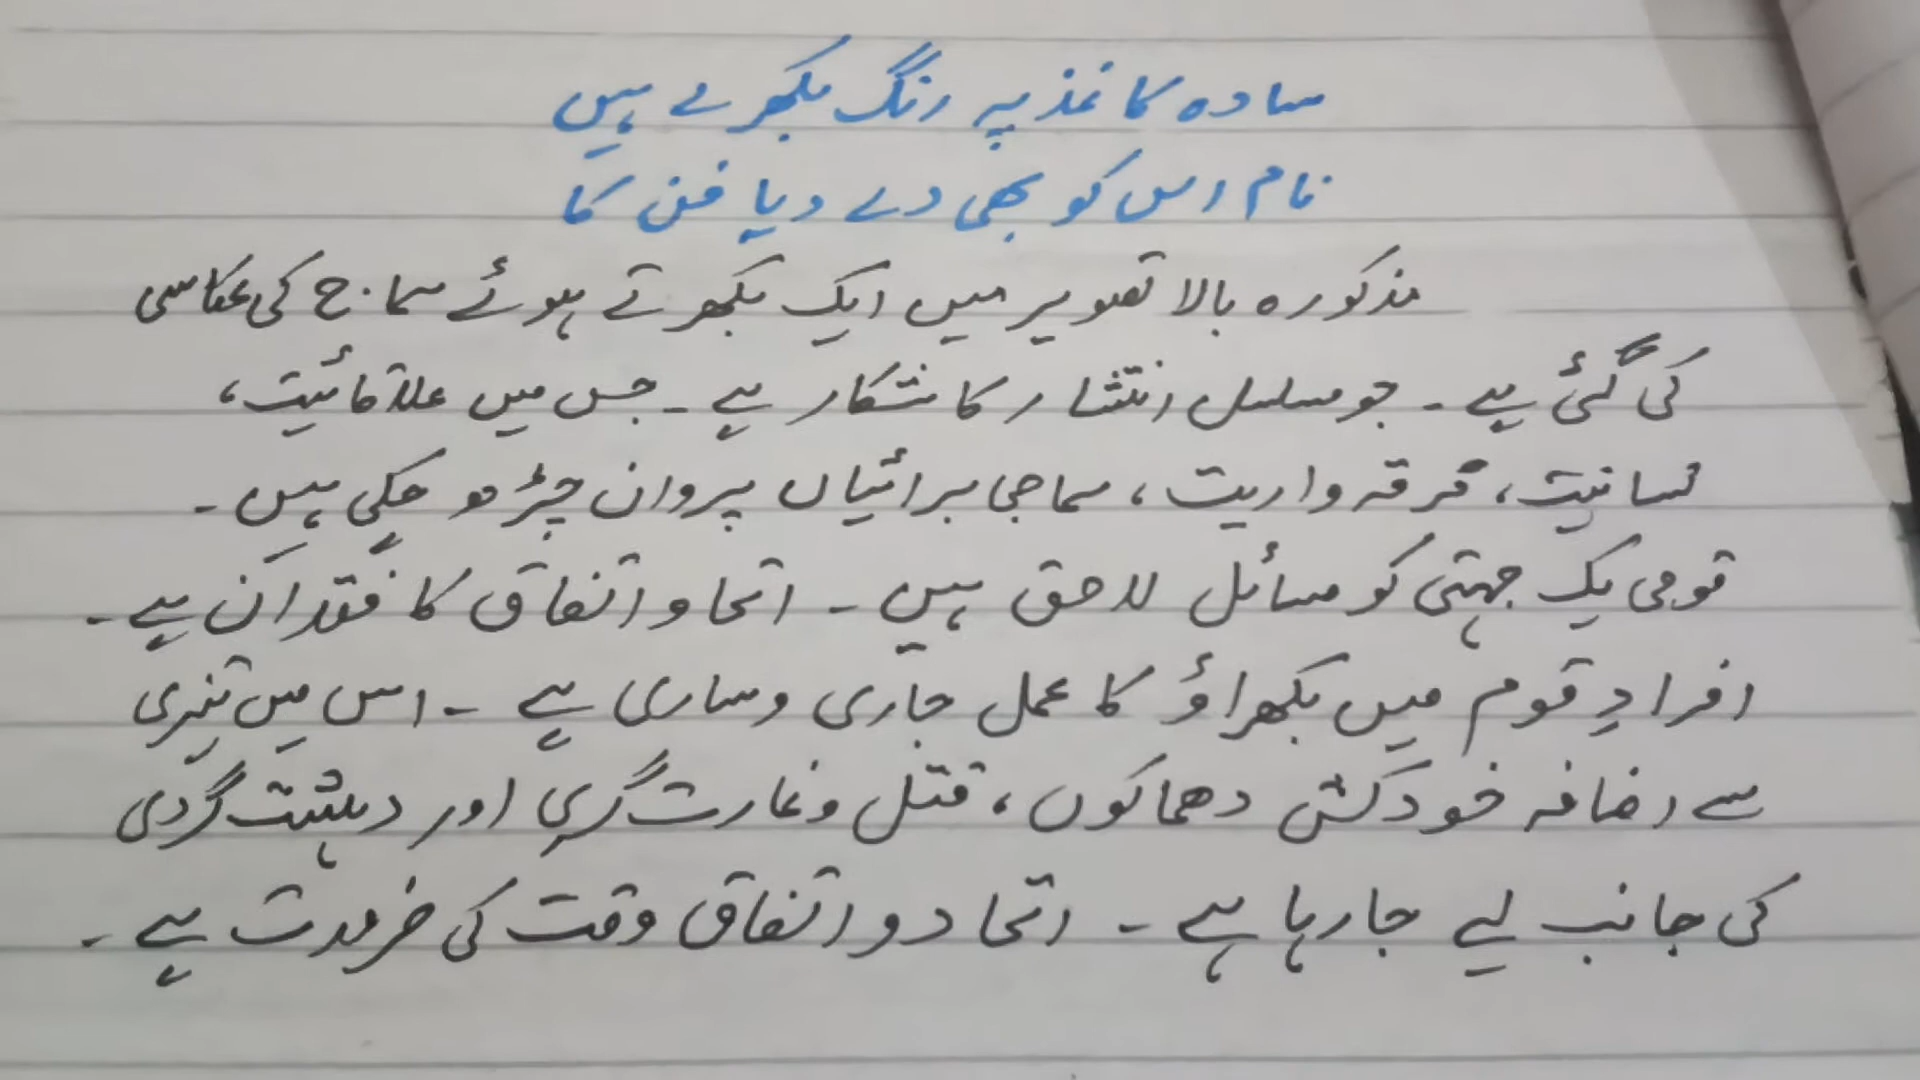 سادہ کاغذ پہ رنگ بکھرے ہیں
نام اس کو بھی دے دیا فن کا
مذکورہ بالا تصویر میں ایک بکھرتے ہوئے سماج کی عکاسی
کی گئی ہے ۔ جو مسلسل انتشار کا شکار ہے ۔ جس میں علاقائیت،
لسانیت، فرقہ واریت، سماجی برائیاں پروان چڑھ چکی ہیں ۔
قومی یک جہتی کو مسائل لاحق ہیں ۔ اتحا و اتفاق کا فقدان ہے ۔
افرادِ قوم میں بکھراؤ کا عمل جاری و ساری ہے ۔ اس میں تیزی
سے اضافہ خودکش دھماکوں، قتل و غارت گری اور دہشت گردی
کی جانب لیے جا رہا ہے ۔ اتحاد و اتفاق وقت کی ضرورت ہے ۔